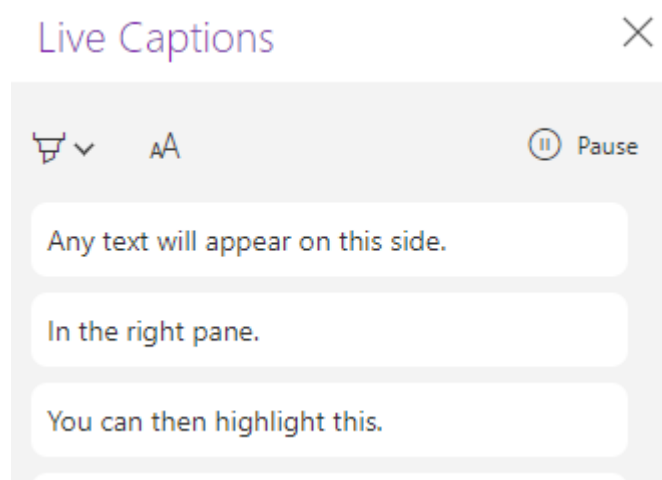 Live Captions
AA Pause
Any text will appear on this side.
In the right pane.
You can then highlight this.